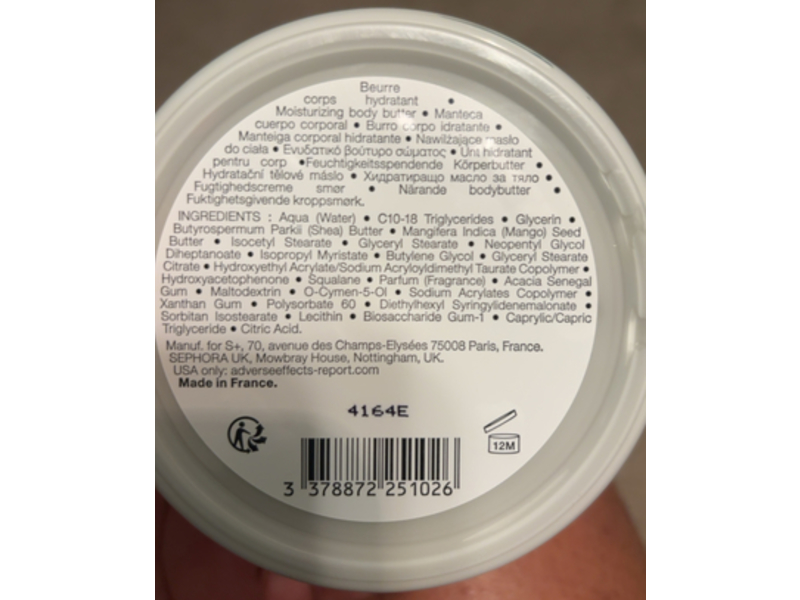 Beurre
corps hydratant •
Moisturizing body butter • Manteca
cuerpo corporal • Burro corpo idratante •
Manteiga corporal hidratante • Nawilżające masło
do ciała • Ενυδατικό βούτυρο σώματος • Unt hidratant
pentru corp •Feuchtigkeitsspendende Körperbutter •
Hydratační tělové máslo • Хидратиращо масло за тяло •
Fugtighedscreme smør • Närande bodybutter •
Fuktighetsgivende kroppsmørk.
INGREDIENTS : Aqua (Water) • C10-18 Triglycerides • Glycerin •
Butyrospermum Parkii (Shea) Butter • Mangifera Indica (Mango) Seed
Butter • Isocetyl Stearate • Glyceryl Stearate • Neopentyl Glycol
Diheptanoate • Isopropyl Myristate • Butylene Glycol • Glyceryl Stearate
Citrate • Hydroxyethyl Acrylate/Sodium Acryloyldimethyl Taurate Copolymer •
Hydroxyacetophenone • Squalane • Parfum (Fragrance) • Acacia Senegal
Gum • Maltodextrin • O-Cymen-5-Ol • Sodium Acrylates Copolymer •
Xanthan Gum • Polysorbate 60 • Diethylhexyl Syringylidenemalonate •
Sorbitan Isostearate • Lecithin • Biosaccharide Gum-1 • Caprylic/Capric
Triglyceride • Citric Acid.
Manuf. for S+, 70, avenue des Champs-Elysées 75008 Paris, France.
SEPHORA UK, Mowbray House, Nottingham, UK.
USA only: adverseeffects-report.com
Made in France.
4164E
12M
3 378872 251026